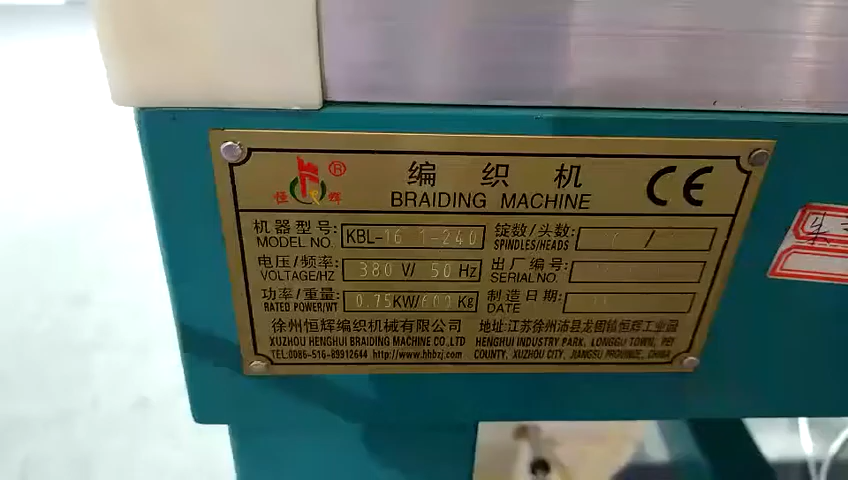 恒 辉 ®
编 织 机
BRAIDING MACHINE
CE
机器型号: KBL-16 1-240
MODEL NO.
锭数/头数: /
SPINDLES/HEADS
电压/频率: 380 V/ 50 Hz
VOLTAGE/HZ
出厂编号:
SERIAL NO.
功率/重量: 0.75KW/600 Kg
RATED POWER/WT
制造日期:
DATE
徐州恒辉编织机械有限公司
XUZHOU HENGHUI BRAIDING MACHINE CO.,LTD
TEL:0086-516-89912644 http://www.hhbzj.com
地址:江苏徐州沛县龙固镇恒辉工业园
HENGHUI INDUSTRY PARK, LONGGU TOWN, PEI
COUNTY, XUZHOU CITY, JIANGSU PROVINCE, CHINA